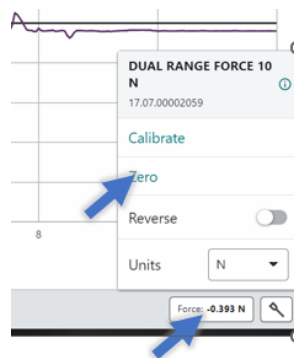 DUAL RANGE FORCE 10
N
17.07.00002059
Calibrate
Zero
Reverse
8
Units N
Force: -0.393 N